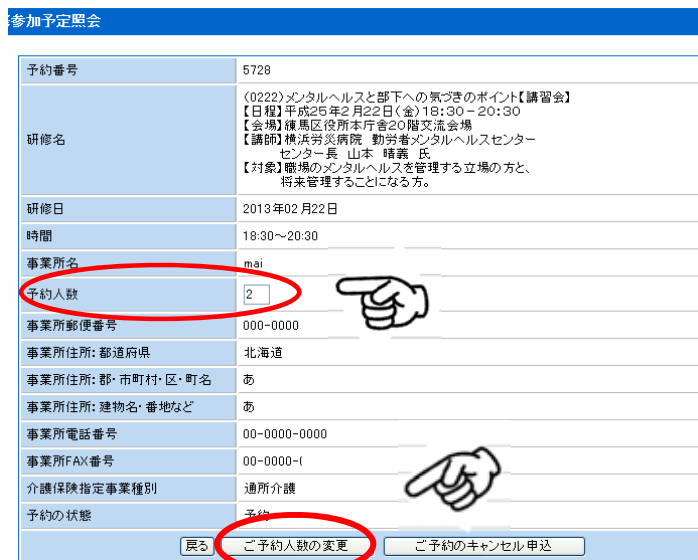 参加予定照会
予約番号 5728
研修名
(0222)メンタルヘルスと部下への気づきのポイント【講習会】
【日程】平成25年2月22日(金)18:30-20:30
【会場】練馬区役所本庁舎20階交流会場
【講師】横浜労災病院 勤労者メンタルヘルスセンター
センター長 山本 晴義 氏
【対象】職場のメンタルヘルスを管理する立場の方と、
将来管理することになる方。
研修日 2013年02月22日
時間 18:30~20:30
事業所名 mai
予約人数 2
事業所郵便番号 000-0000
事業所住所:都道府県 北海道
事業所住所:郡・市町村・区・町名 あ
事業所住所:建物名・番地など あ
事業所電話番号 00-0000-0000
事業所FAX番号 00-0000-(
介護保険指定事業種別 通所介護
予約の状態 予約
戻る ご予約人数の変更 ご予約のキャンセル申込